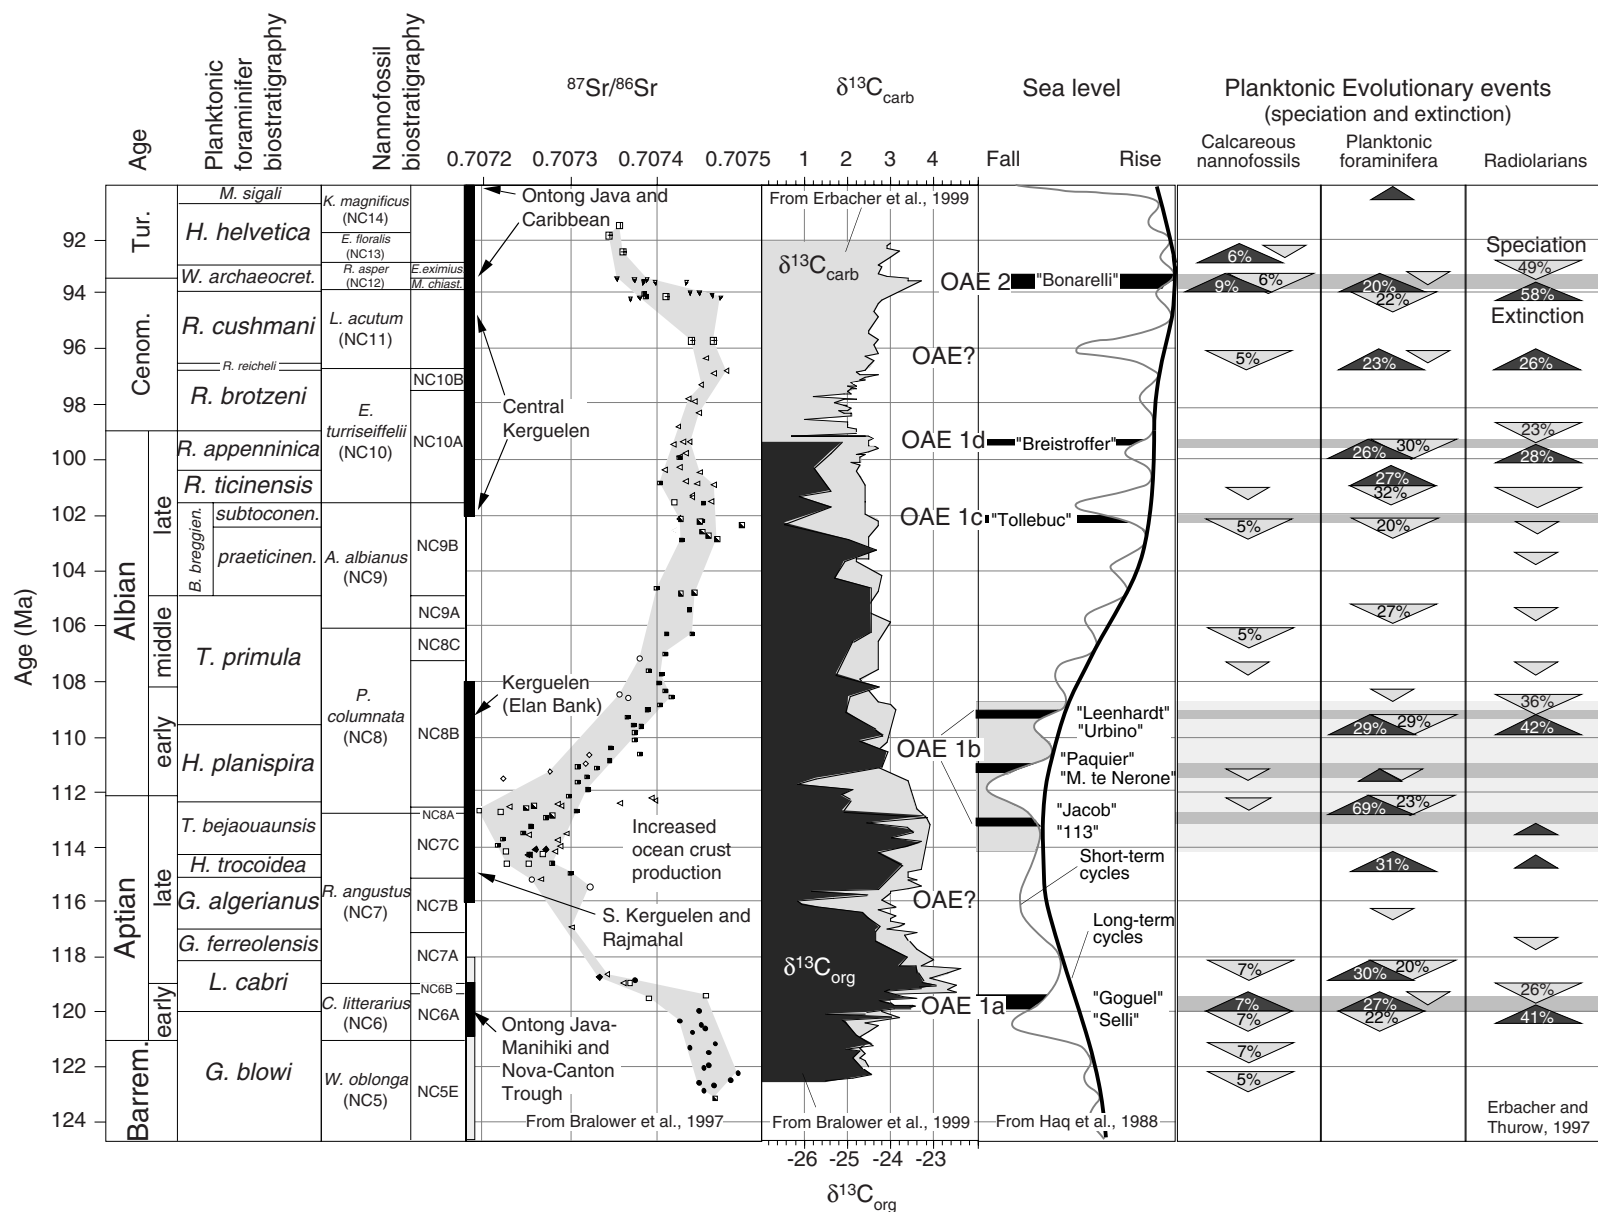 Age
Planktonic
foraminifer
biostratigraphy
Nannofossil
biostratigraphy
87Sr/86Sr
δ13Ccarb
Sea level
Planktonic Evolutionary events
(speciation and extinction)
Calcareous
nannofossils
Planktonic
foraminifera
Radiolarians
0.7072 0.7073 0.7074 0.7075
1 2 3 4
Fall Rise
Age (Ma)
92
94
96
98
100
102
104
106
108
110
112
114
116
118
120
122
124
Tur.
Cenom.
Albian
Aptian
Barrem.
late
middle
early
late
early
M. sigali
H. helvetica
W. archaeocret.
R. cushmani
R. reicheli
R. brotzeni
R. appenninica
R. ticinensis
B. breggien.
subtoconen.
praeticinen.
T. primula
H. planispira
T. bejaouaunsis
H. trocoidea
G. algerianus
G. ferreolensis
L. cabri
G. blowi
K. magnificus
(NC14)
E. floralis
(NC13)
R. asper
(NC12)
L. acutum
(NC11)
E.
turriseiffelii
(NC10)
A. albianus
(NC9)
P.
columnata
(NC8)
R. angustus
(NC7)
C. litterarius
(NC6)
W. oblonga
(NC5)
E.eximius
M. chiast.
NC10B
NC10A
NC9B
NC9A
NC8C
NC8B
NC8A
NC7C
NC7B
NC7A
NC6B
NC6A
NC5E
Ontong Java and
Caribbean
Central
Kerguelen
Kerguelen
(Elan Bank)
Increased
ocean crust
production
S. Kerguelen and
Rajmahal
Ontong Java-
Manihiki and
Nova-Canton
Trough
From Bralower et al., 1997
From Erbacher et al., 1999
δ13Ccarb
δ13Corg
From Bralower et al., 1999
-26 -25 -24 -23
δ13Corg
OAE 2 "Bonarelli"
OAE?
OAE 1d "Breistroffer"
OAE 1c "Tollebuc"
OAE 1b
"Leenhardt"
"Urbino"
"Paquier"
"M. te Nerone"
"Jacob"
"113"
Short-term
cycles
OAE?
Long-term
cycles
OAE 1a
"Goguel"
"Selli"
From Haq et al., 1988
6%
9% 6%
5%
5%
5%
7%
7%
7%
7%
5%
20%
22%
23%
26% 30%
27%
32%
20%
27%
29% 29%
69% 23%
31%
30% 20%
27%
22%
Speciation
49%
58%
Extinction
26%
23%
28%
36%
42%
26%
41%
Erbacher and
Thurow, 1997